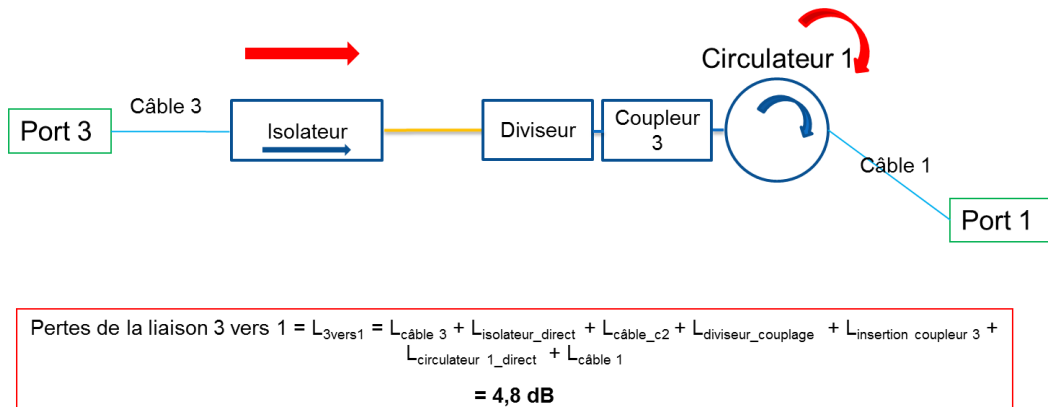 Circulateur 1
Câble 3
Port 3
Isolateur
Diviseur
Coupleur
3
Câble 1
Port 1
Pertes de la liaison 3 vers 1 = L3vers1 = Lcâble 3 + Lisolateur_direct + Lcâble_c2 + Ldiviseur_couplage + Linsertion coupleur 3 +
Lcirculateur 1_direct + Lcâble 1
= 4,8 dB